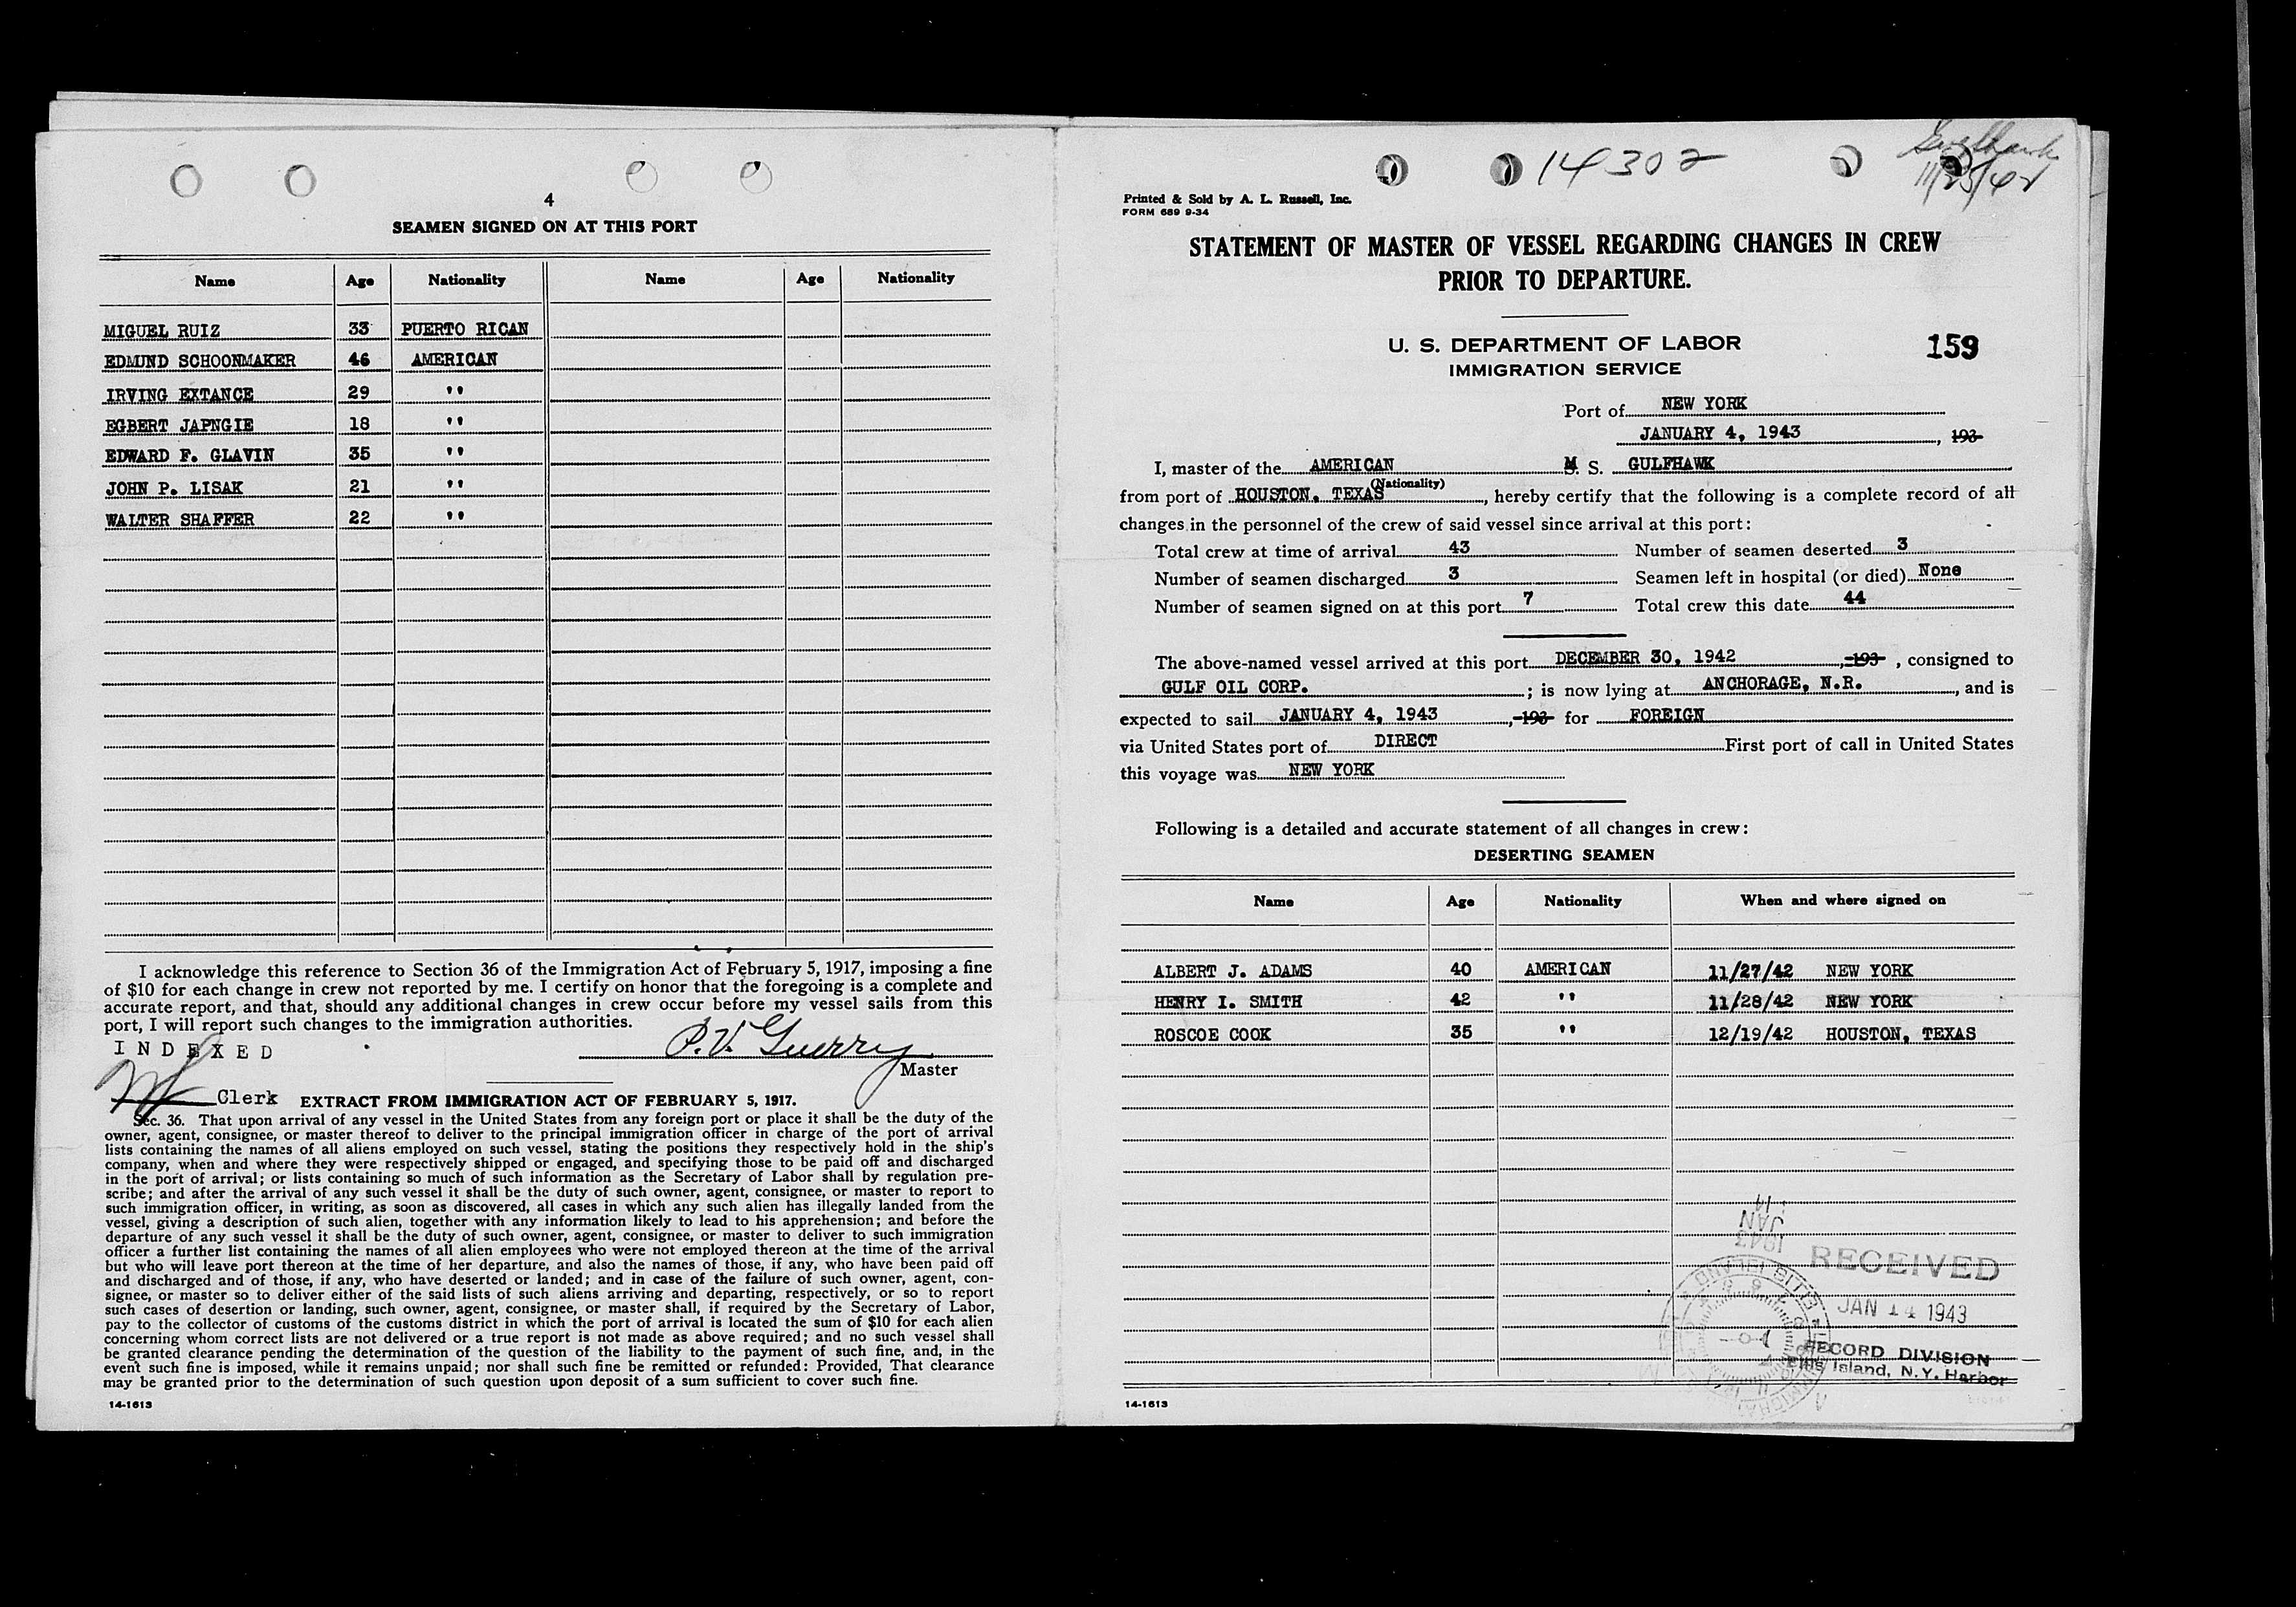 4
SEAMEN SIGNED ON AT THIS PORT
Name Age Nationality Name Age Nationality
MIGUEL RUIZ 33 PUERTO RICAN
EDMUND SCHOONMAKER 46 AMERICAN
IRVING EXTANCE 29 ''
EGBERT JAPNGIE 18 ''
EDWARD F. GLAVIN 35 ''
JOHN P. LISAK 21 ''
WALTER SHAFFER 22 ''
I acknowledge this reference to Section 36 of the Immigration Act of February 5, 1917, imposing a fine
of $10 for each change in crew not reported by me. I certify on honor that the foregoing is a complete and
accurate report, and that, should any additional changes in crew occur before my vessel sails from this
port, I will report such changes to the immigration authorities.
INDEXED
P. V. Guerry
Master
Clerk
EXTRACT FROM IMMIGRATION ACT OF FEBRUARY 5, 1917.
Sec. 36. That upon arrival of any vessel in the United States from any foreign port or place it shall be the duty of the
owner, agent, consignee, or master thereof to deliver to the principal immigration officer in charge of the port of arrival
lists containing the names of all aliens employed on such vessel, stating the positions they respectively hold in the ship's
company, when and where they were respectively shipped or engaged, and specifying those to be paid off and discharged
in the port of arrival; or lists containing so much of such information as the Secretary of Labor shall by regulation pre-
scribe; and after the arrival of any such vessel it shall be the duty of such owner, agent, consignee, or master to report to
such immigration officer, in writing, as soon as discovered, all cases in which any such alien has illegally landed from the
vessel, giving a description of such alien, together with any information likely to lead to his apprehension; and before the
departure of any such vessel it shall be the duty of such owner, agent, consignee, or master to deliver to such immigration
officer a further list containing the names of all alien employees who were not employed thereon at the time of the arrival
but who will leave port thereon at the time of her departure, and also the names of those, if any, who have been paid off
and discharged and of those, if any, who have deserted or landed; and in case of the failure of such owner, agent, con-
signee, or master so to deliver either of the said lists of such aliens arriving and departing, respectively, or so to report
such cases of desertion or landing, such owner, agent, consignee, or master shall, if required by the Secretary of Labor,
pay to the collector of customs of the customs district in which the port of arrival is located the sum of $10 for each alien
concerning whom correct lists are not delivered or a true report is not made as above required; and no such vessel shall
be granted clearance pending the determination of the question of the liability to the payment of such fine, and, in the
event such fine is imposed, while it remains unpaid; nor shall such fine be remitted or refunded: Provided, That clearance
may be granted prior to the determination of such question upon deposit of a sum sufficient to cover such fine.
14-1613
14302
Gulfhawk
11/25/42
Printed & Sold by A. L. Russell, Inc.
FORM 689 9-34
STATEMENT OF MASTER OF VESSEL REGARDING CHANGES IN CREW
PRIOR TO DEPARTURE.
U. S. DEPARTMENT OF LABOR
IMMIGRATION SERVICE
159
Port of NEW YORK
JANUARY 4, 1943, 193
I, master of the AMERICAN M. S. GULFHAWK
(Nationality)
from port of HOUSTON, TEXAS, hereby certify that the following is a complete record of all
changes in the personnel of the crew of said vessel since arrival at this port:
Total crew at time of arrival 43 Number of seamen deserted 3
Number of seamen discharged 3 Seamen left in hospital (or died) None
Number of seamen signed on at this port 7 Total crew this date 44
The above-named vessel arrived at this port DECEMBER 30, 1942, 193, consigned to
GULF OIL CORP.; is now lying at ANCHORAGE, N.R., and is
expected to sail JANUARY 4, 1943, 193 for FOREIGN
via United States port of DIRECT First port of call in United States
this voyage was NEW YORK
Following is a detailed and accurate statement of all changes in crew:
DESERTING SEAMEN
Name Age Nationality When and where signed on
ALBERT J. ADAMS 40 AMERICAN 11/27/42 NEW YORK
HENRY I. SMITH 42 '' 11/28/42 NEW YORK
ROSCOE COOK 35 '' 12/19/42 HOUSTON, TEXAS
14
JAN
1943
RECEIVED
JAN 14 1943
RECORD DIVISION
Ellis Island, N.Y. Harbor
14-1613